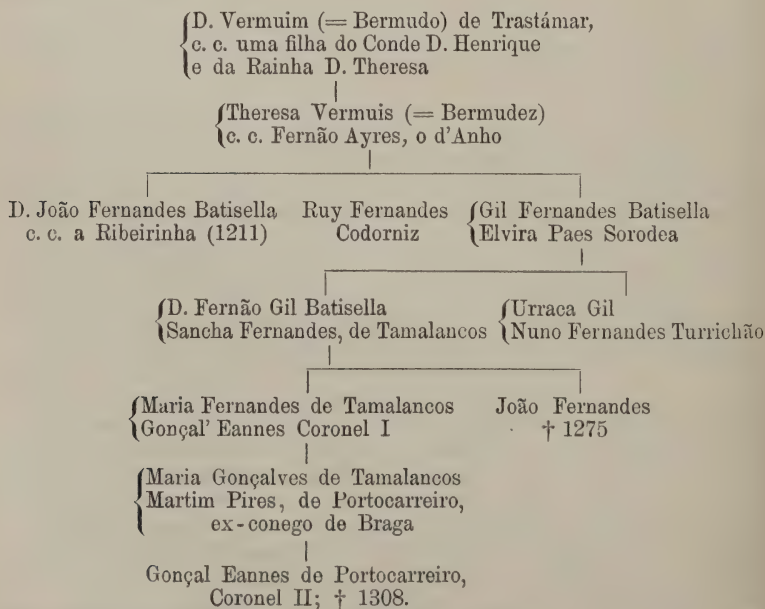 D. Vermuim (= Bermudo) de Trastámar,
c. c. uma filha do Conde D. Henrique
e da Rainha D. Theresa
Theresa Vermuis (= Bermudez)
c. c. Fernão Ayres, o d'Anho
D. João Fernandes Batisella
c. c. a Ribeirinha (1211)
Ruy Fernandes
Codorniz
Gil Fernandes Batisella
Elvira Paes Sorodea
D. Fernão Gil Batisella
Sancha Fernandes, de Tamalancos
Urraca Gil
Nuno Fernandes Turrichão
Maria Fernandes de Tamalancos
Gonçal' Eannes Coronel I
João Fernandes
† 1275
Maria Gonçalves de Tamalancos
Martim Pires, de Portocarreiro,
ex-conego de Braga
Gonçal Eannes de Portocarreiro,
Coronel II; † 1308.